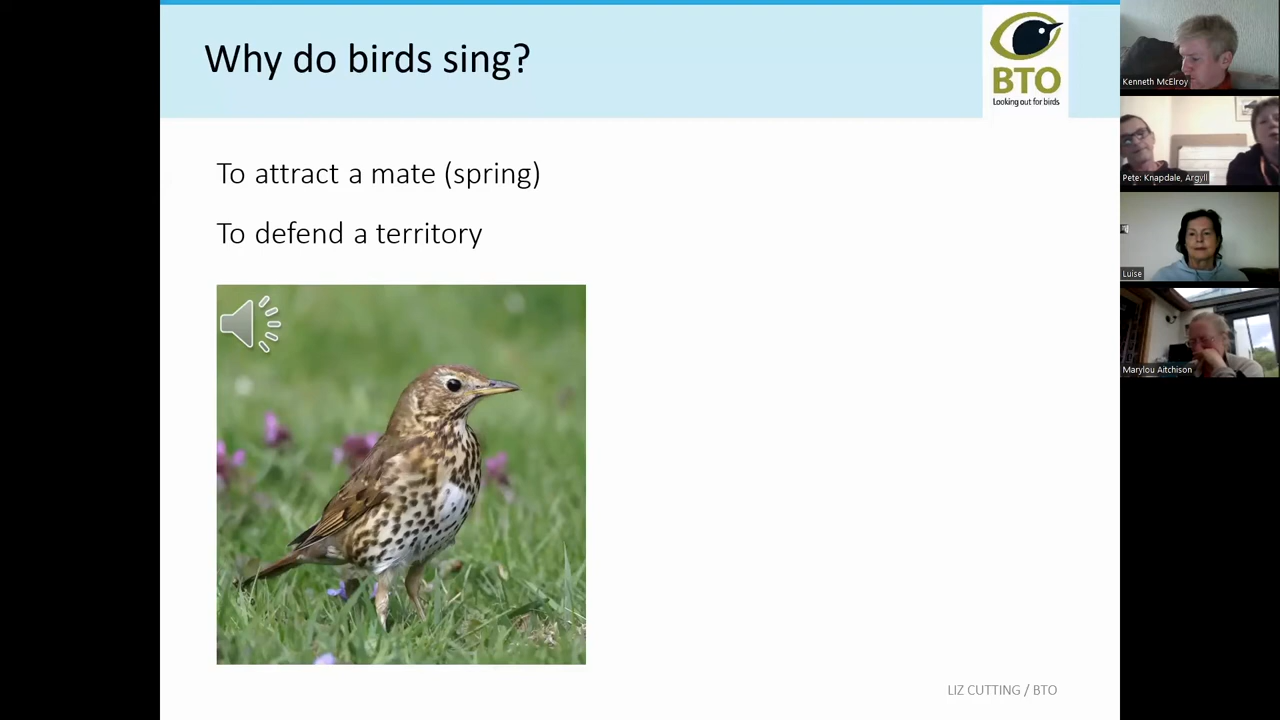 Why do birds sing?
BTO
Looking out for birds
To attract a mate (spring)
To defend a territory
LIZ CUTTING / BTO
Kenneth McElroy
Pete: Knapdale, Argyll
Luise
Marylou Aitchison